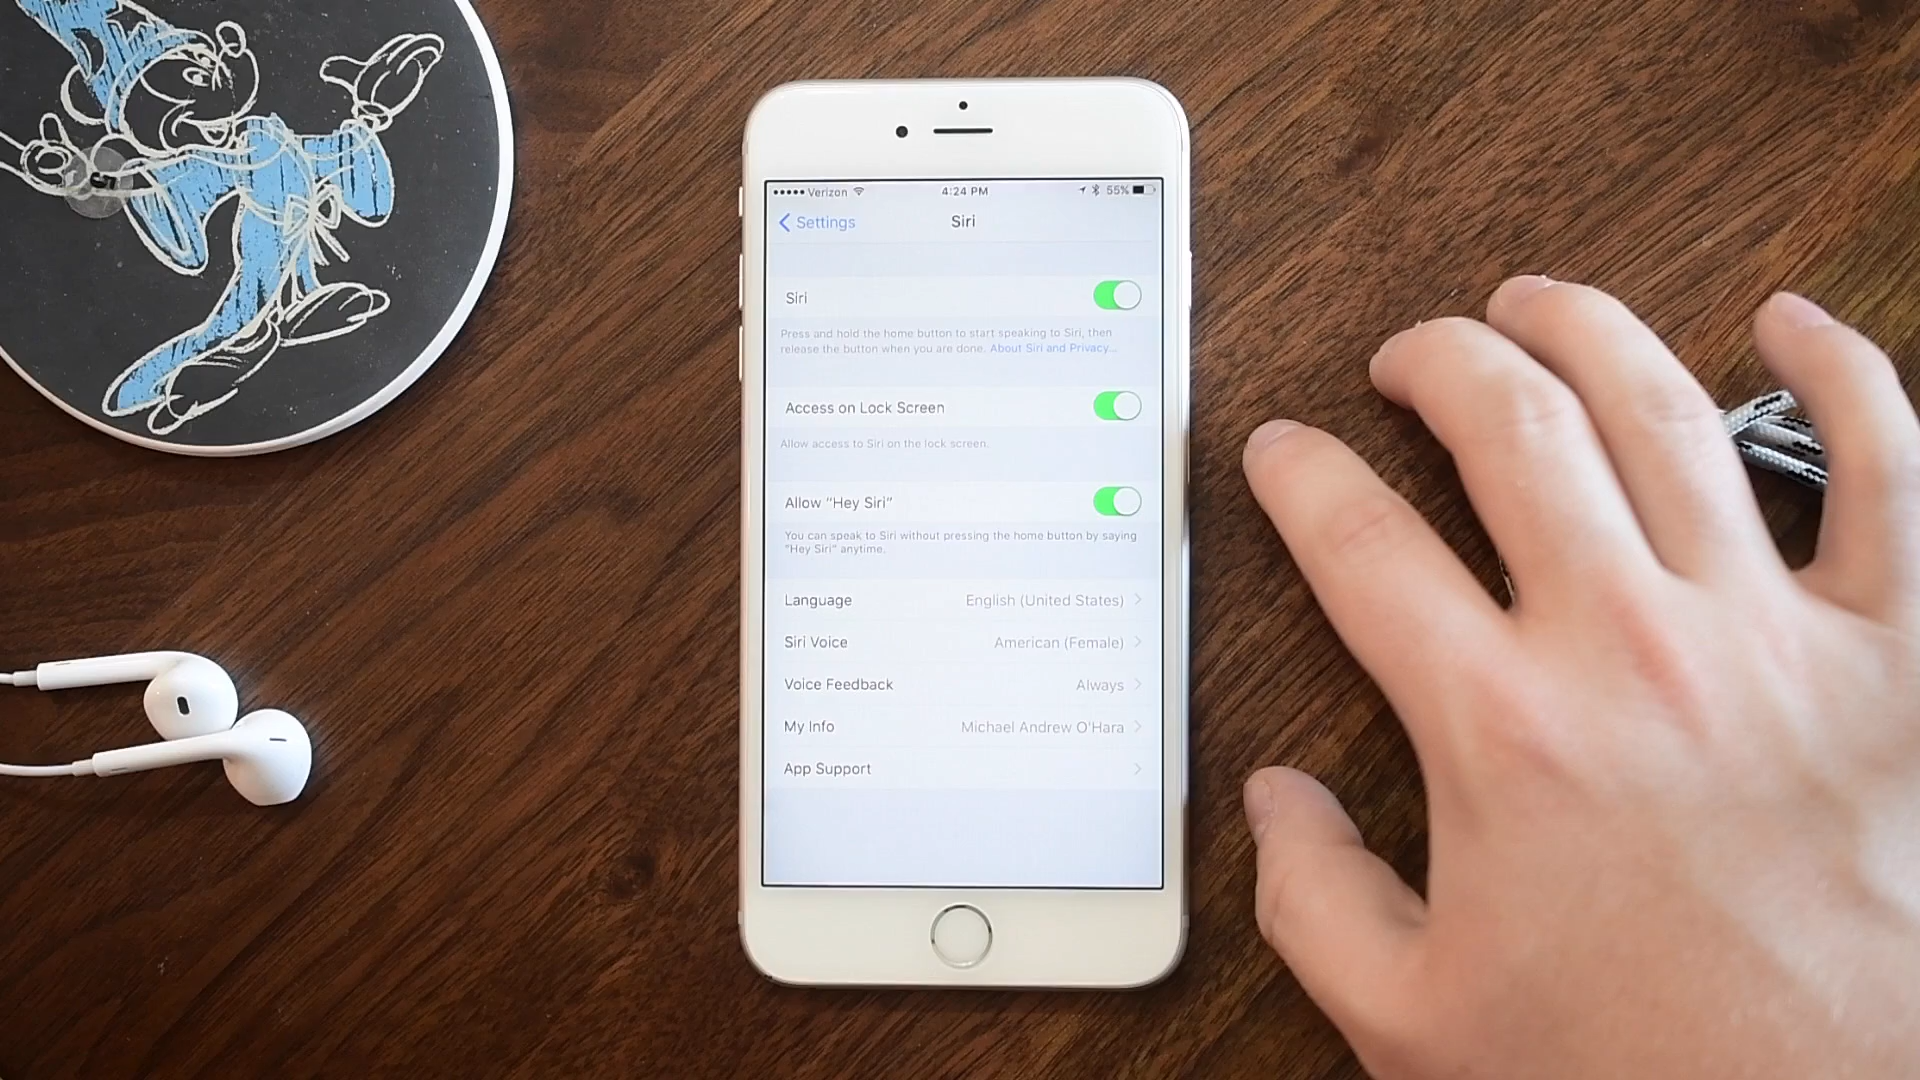 Verizon
4:24 PM
55%
Settings
Siri
Siri
Press and hold the home button to start speaking to Siri, then
release the button when you are done. About Siri and Privacy...
Access on Lock Screen
Allow access to Siri on the lock screen.
Allow "Hey Siri"
You can speak to Siri without pressing the home button by saying
"Hey Siri" anytime.
Language English (United States)
Siri Voice American (Female)
Voice Feedback Always
My Info Michael Andrew O'Hara
App Support